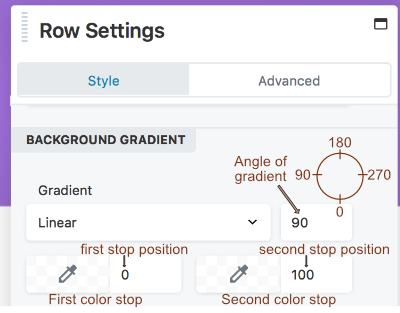 Row Settings
Style Advanced
BACKGROUND GRADIENT
180
Angle of
gradient
90 270
0
Gradient
Linear 90
first stop position second stop position
0 100
First color stop Second color stop